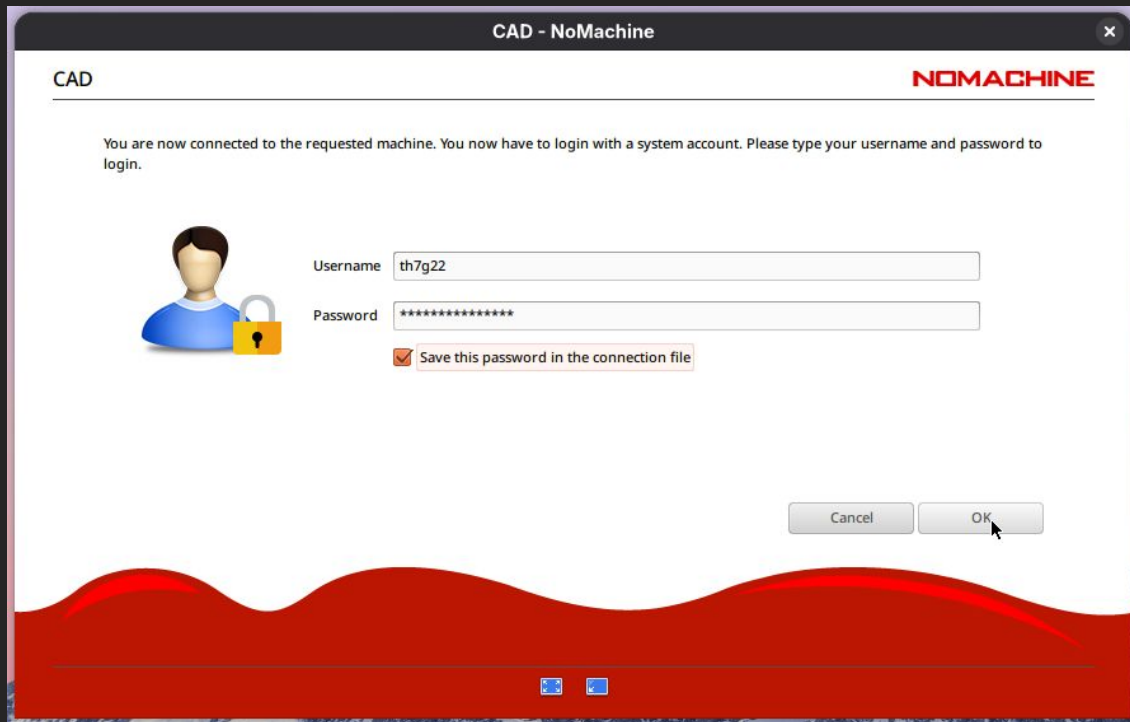 CAD - NoMachine
CAD
NOMACHINE
You are now connected to the requested machine. You now have to login with a system account. Please type your username and password to
login.
Username th7g22
Password ***************
Save this password in the connection file
Cancel OK